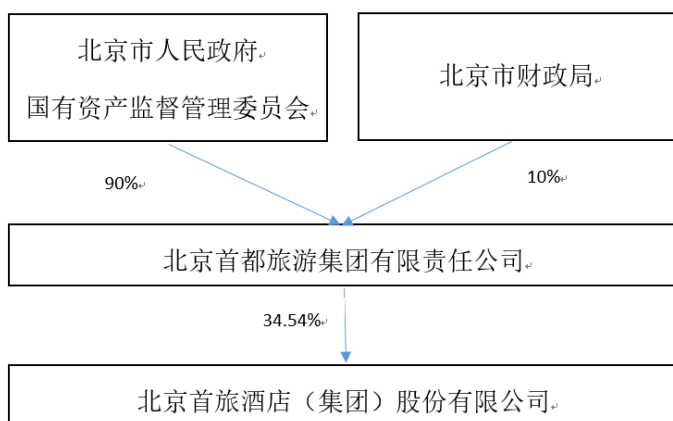 北京市人民政府
国有资产监督管理委员会
北京市财政局
90%
10%
北京首都旅游集团有限责任公司
34.54%
北京首旅酒店（集团）股份有限公司